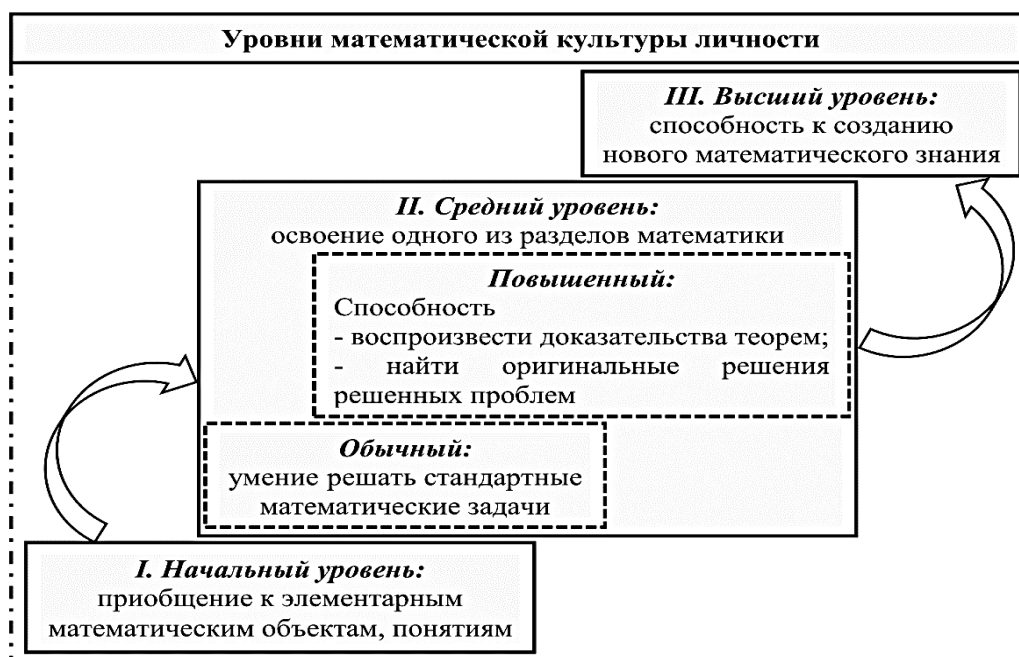 Уровни математической культуры личности
III. Высший уровень:
способность к созданию
нового математического знания
II. Средний уровень:
освоение одного из разделов математики
Повышенный:
Способность
- воспроизвести доказательства теорем;
- найти оригинальные решения
решенных проблем
Обычный:
умение решать стандартные
математические задачи
I. Начальный уровень:
приобщение к элементарным
математическим объектам, понятиям